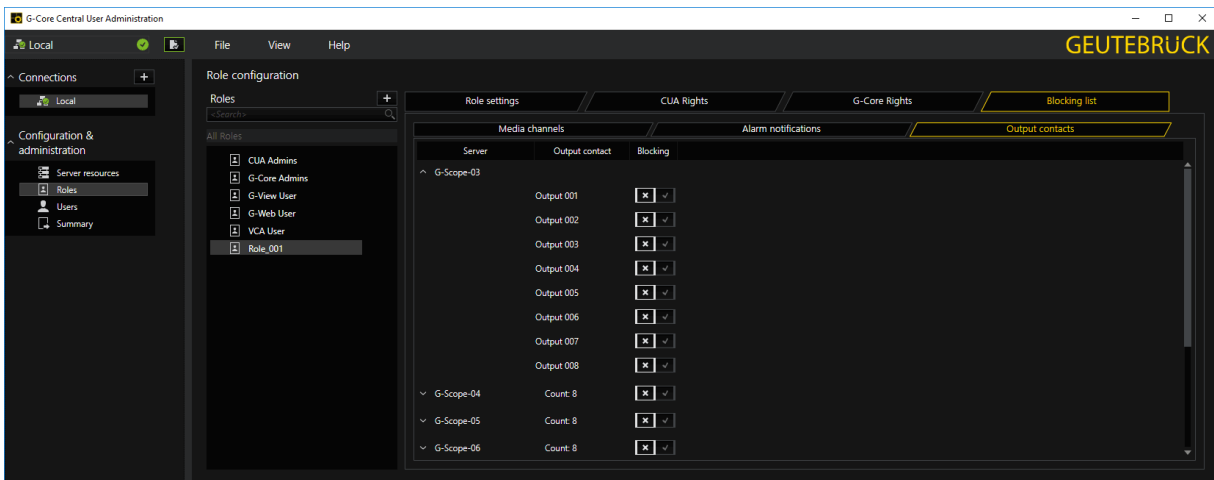 G-Core Central User Administration
Local
File View Help
GEUTEBRÜCK
Connections
Local
Configuration & administration
Server resources
Roles
Users
Summary
Role configuration
Roles
<Search>
All Roles
CUA Admins
G-Core Admins
G-View User
G-Web User
VCA User
Role_001
Role settings CUA Rights G-Core Rights Blocking list
Media channels Alarm notifications Output contacts
Server Output contact Blocking
G-Scope-03
Output 001
Output 002
Output 003
Output 004
Output 005
Output 006
Output 007
Output 008
G-Scope-04 Count: 8
G-Scope-05 Count: 8
G-Scope-06 Count: 8